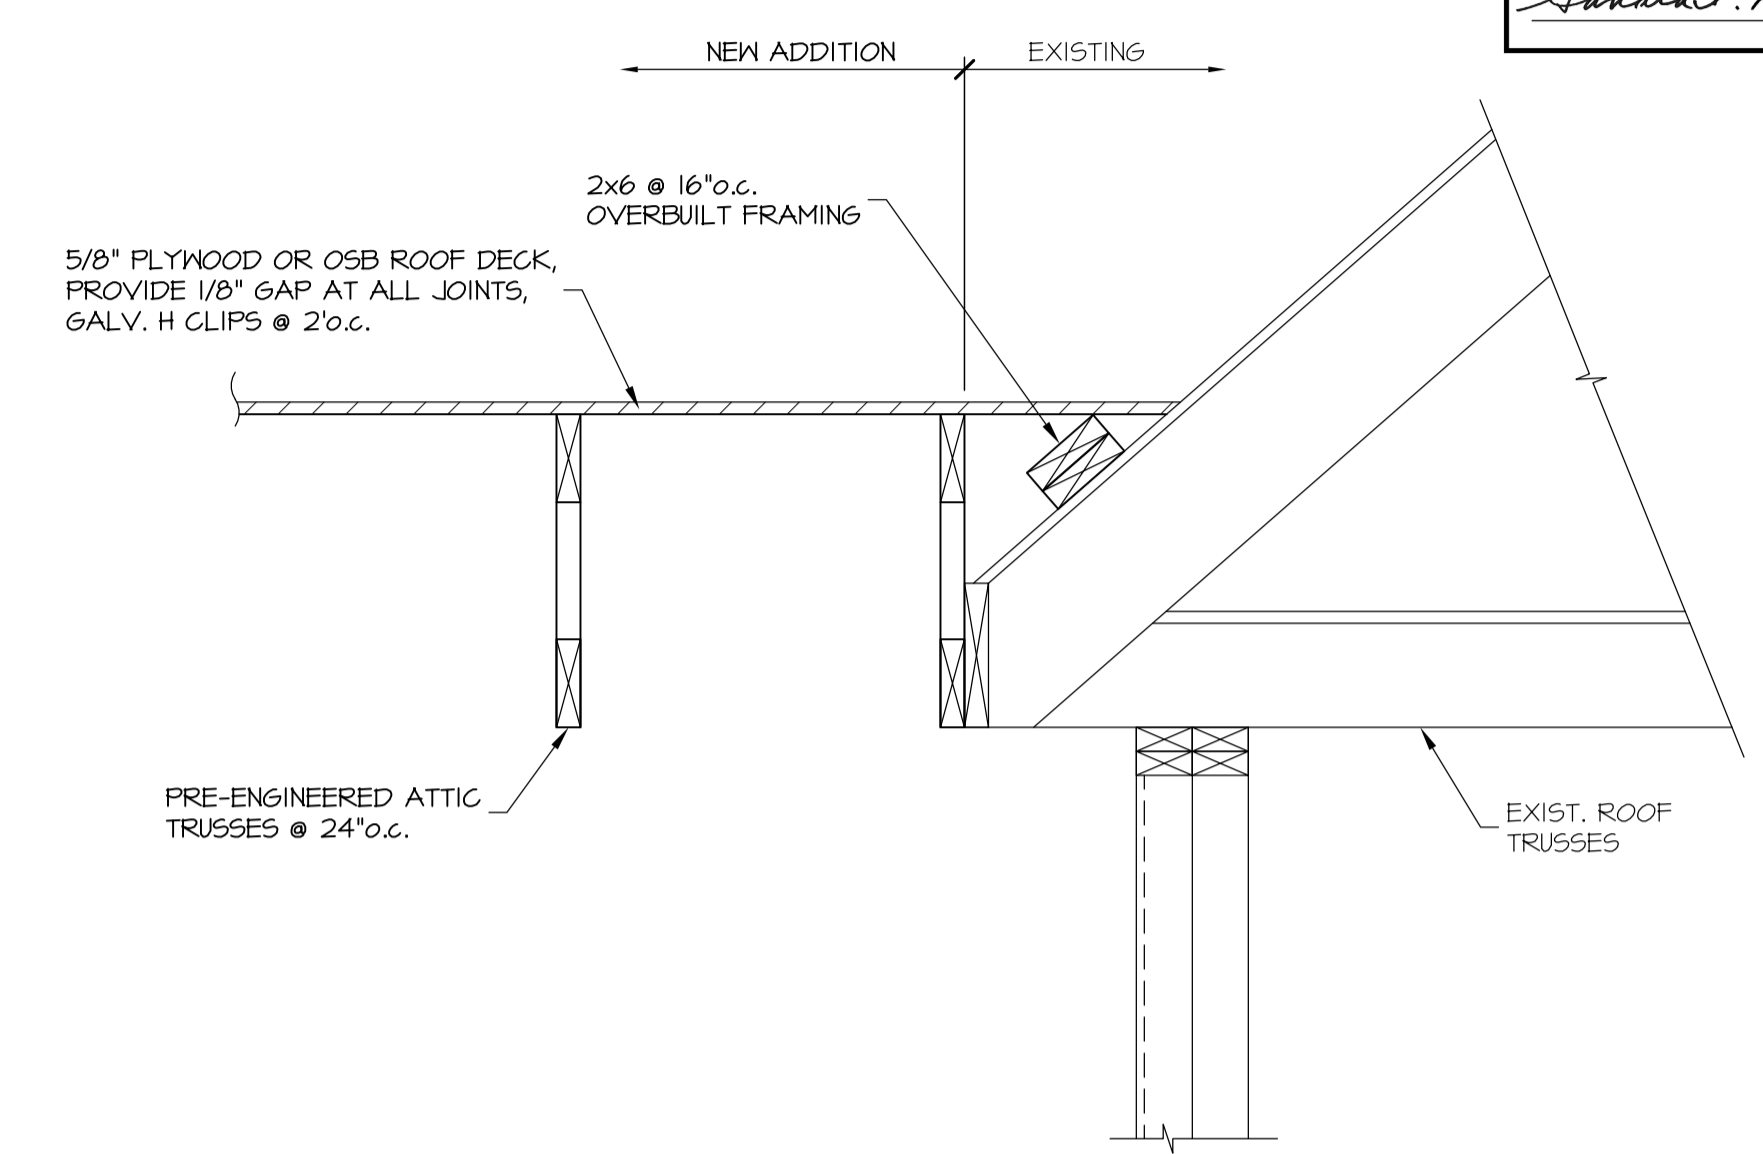 NEW ADDITION
EXISTING
2x6 @ 16"o.c.
OVERBUILT FRAMING
5/8" PLYWOOD OR OSB ROOF DECK,
PROVIDE 1/8" GAP AT ALL JOINTS,
GALV. H CLIPS @ 2'o.c.
PRE-ENGINEERED ATTIC
TRUSSES @ 24"o.c.
EXIST. ROOF
TRUSSES